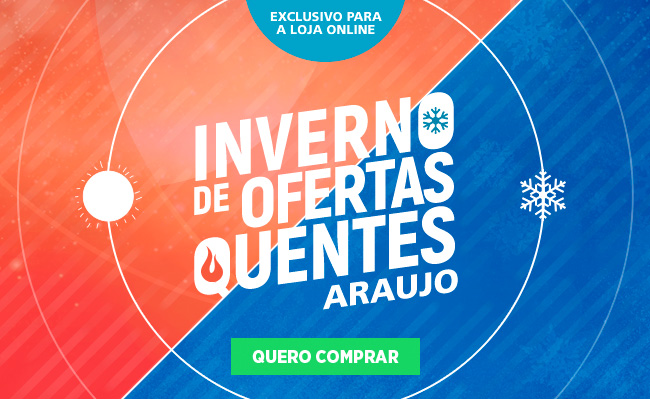 EXCLUSIVO PARA
A LOJA ONLINE
INVERNO
DE OFERTAS
QUENTES
ARAUJO
QUERO COMPRAR